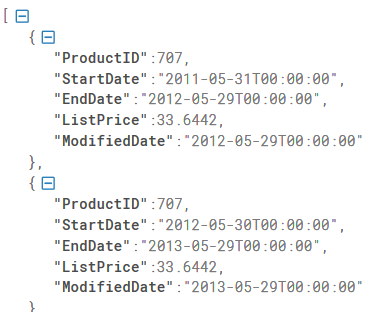 [
{
"ProductID":707,
"StartDate":"2011-05-31T00:00:00",
"EndDate":"2012-05-29T00:00:00",
"ListPrice":33.6442,
"ModifiedDate":"2012-05-29T00:00:00"
},
{
"ProductID":707,
"StartDate":"2012-05-30T00:00:00",
"EndDate":"2013-05-29T00:00:00",
"ListPrice":33.6442,
"ModifiedDate":"2013-05-29T00:00:00"
}